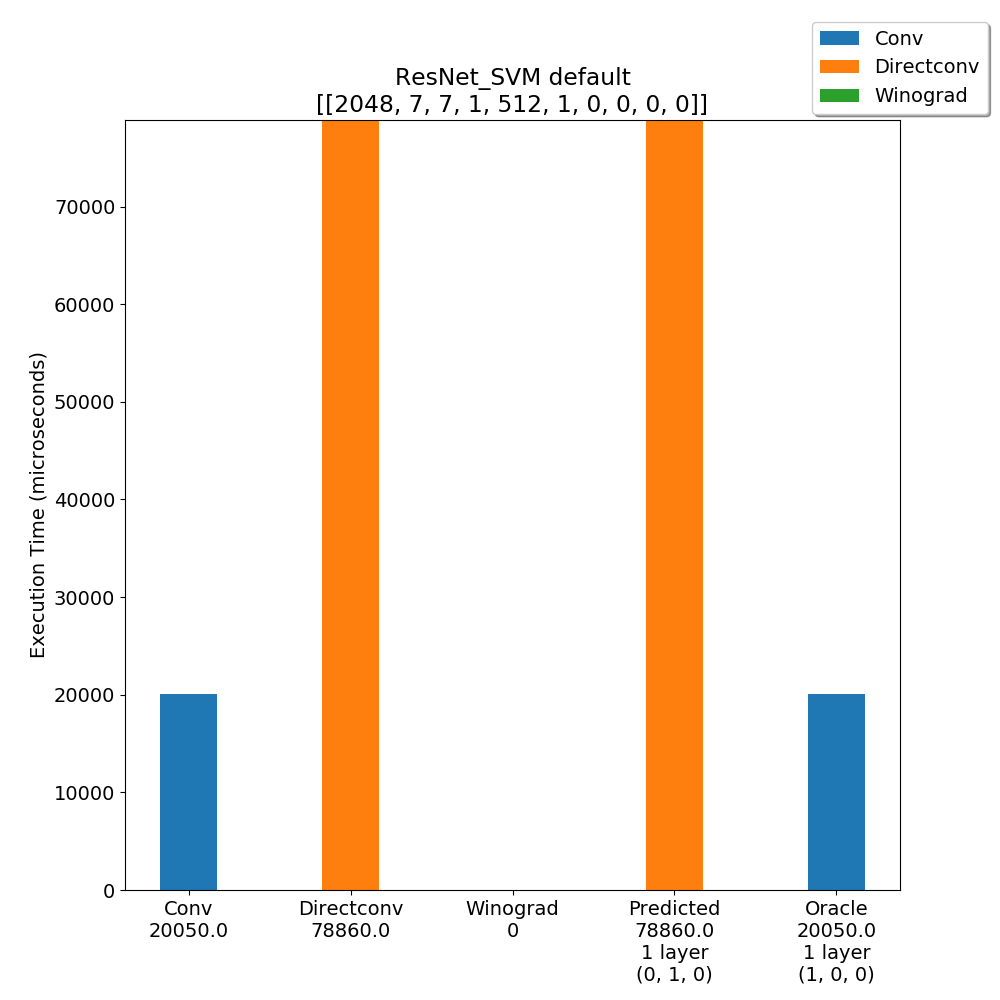 Conv
Directconv
Winograd
ResNet_SVM default
[[2048, 7, 7, 1, 512, 1, 0, 0, 0, 0]]
Execution Time (microseconds)
70000
60000
50000
40000
30000
20000
10000
0
Conv
20050.0
Directconv
78860.0
Winograd
0
Predicted
78860.0
1 layer
(0, 1, 0)
Oracle
20050.0
1 layer
(1, 0, 0)